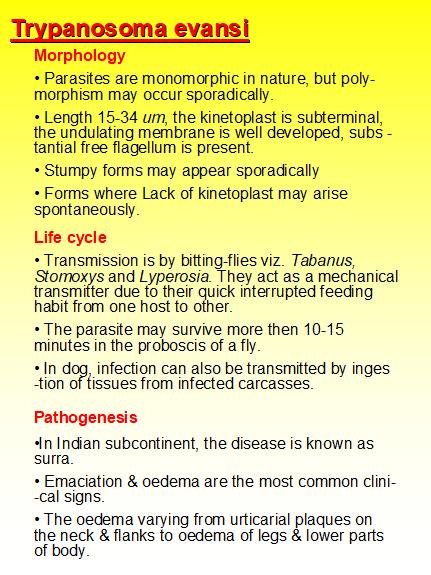 Trypanosoma evansi
Morphology
• Parasites are monomorphic in nature, but poly-
morphism may occur sporadically.
• Length 15-34 um, the kinetoplast is subterminal,
the undulating membrane is well developed, subs -
tantial free flagellum is present.
• Stumpy forms may appear sporadically
• Forms where Lack of kinetoplast may arise
spontaneously.
Life cycle
• Transmission is by bitting-flies viz. Tabanus,
Stomoxys and Lyperosia. They act as a mechanical
transmitter due to their quick interrupted feeding
habit from one host to other.
• The parasite may survive more then 10-15
minutes in the proboscis of a fly.
• In dog, infection can also be transmitted by inges
-tion of tissues from infected carcasses.
Pathogenesis
•In Indian subcontinent, the disease is known as
surra.
• Emaciation & oedema are the most common clini-
-cal signs.
• The oedema varying from urticarial plaques on
the neck & flanks to oedema of legs & lower parts
of body.